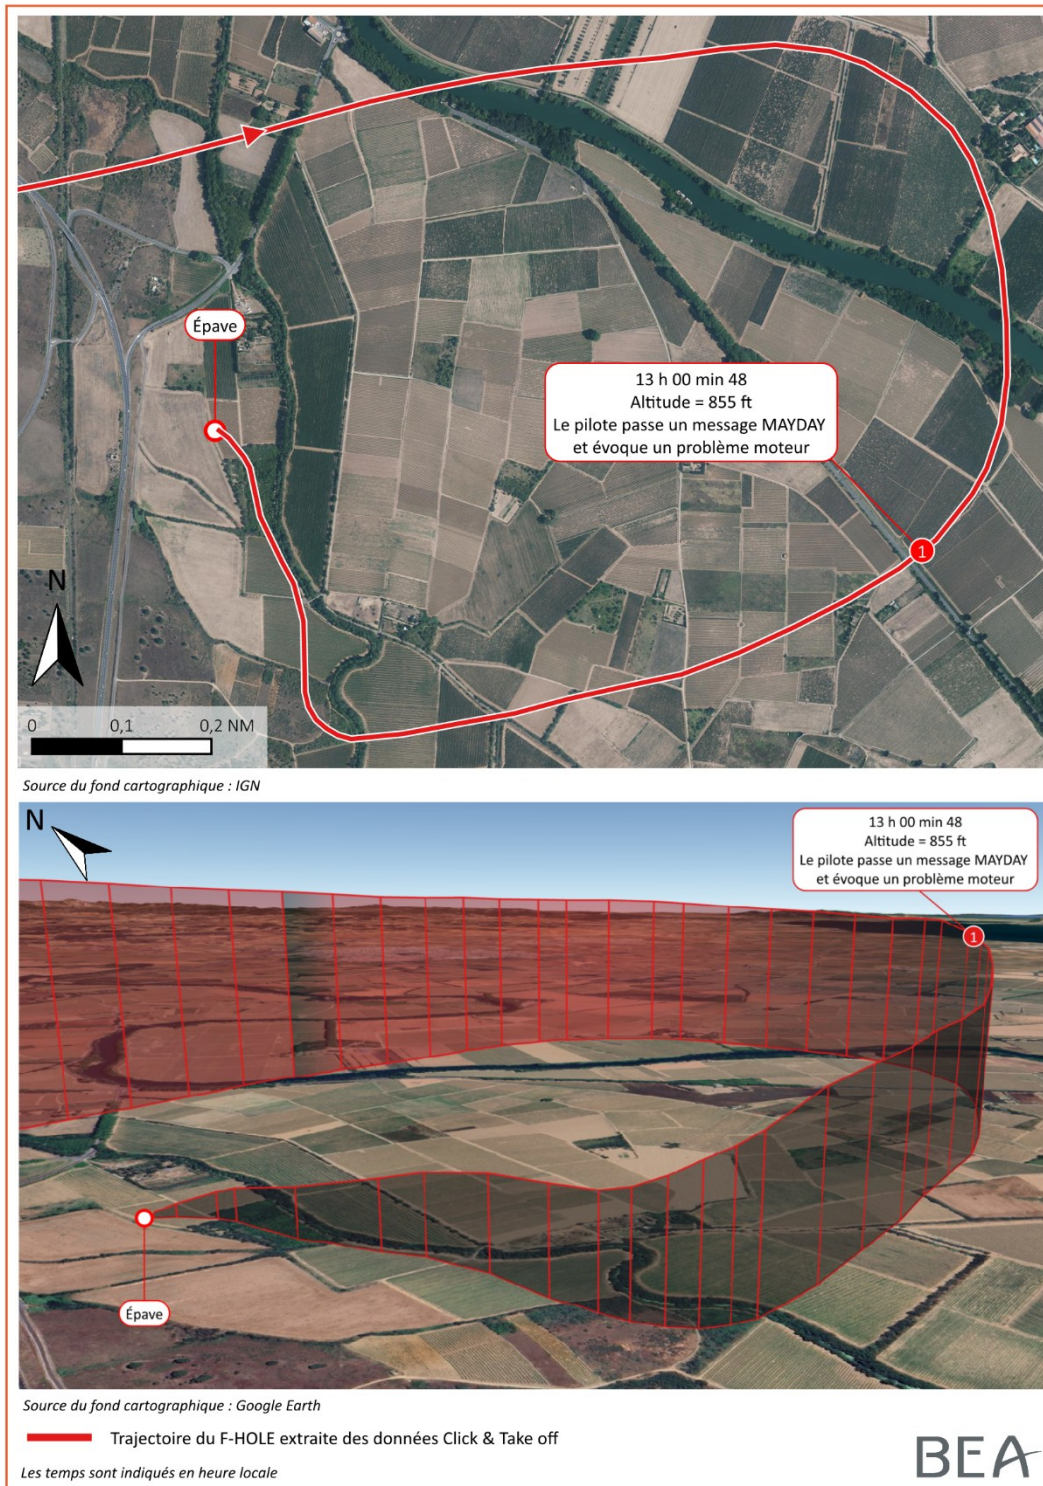 Épave
13 h 00 min 48
Altitude = 855 ft
Le pilote passe un message MAYDAY
et évoque un problème moteur
1
N
0 0,1 0,2 NM
Source du fond cartographique : IGN
N
13 h 00 min 48
Altitude = 855 ft
Le pilote passe un message MAYDAY
et évoque un problème moteur
1
Épave
Source du fond cartographique : Google Earth
Trajectoire du F-HOLE extraite des données Click & Take off
Les temps sont indiqués en heure locale
BEA